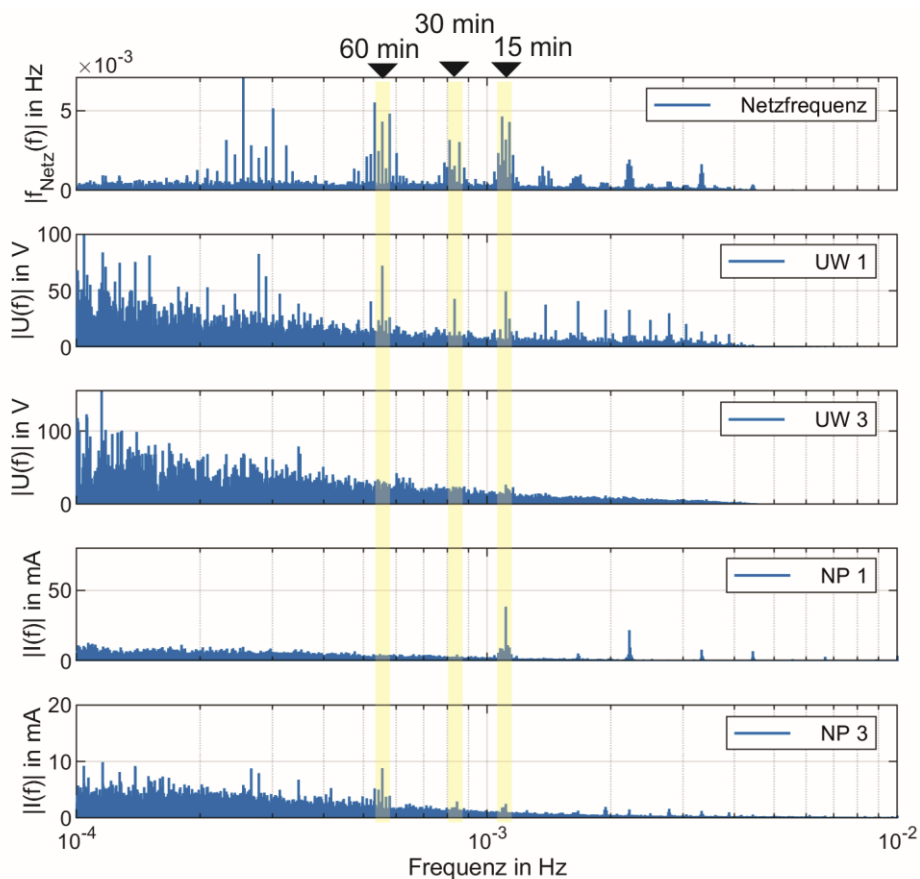 60 min 30 min 15 min
×10⁻³
|f_Netz(f)| in Hz
5
0
Netzfrequenz
|U(f)| in V
100
50
0
UW 1
|U(f)| in V
100
0
UW 3
|I(f)| in mA
50
0
NP 1
|I(f)| in mA
20
10
0
NP 3
10⁻⁴ 10⁻³ 10⁻²
Frequenz in Hz